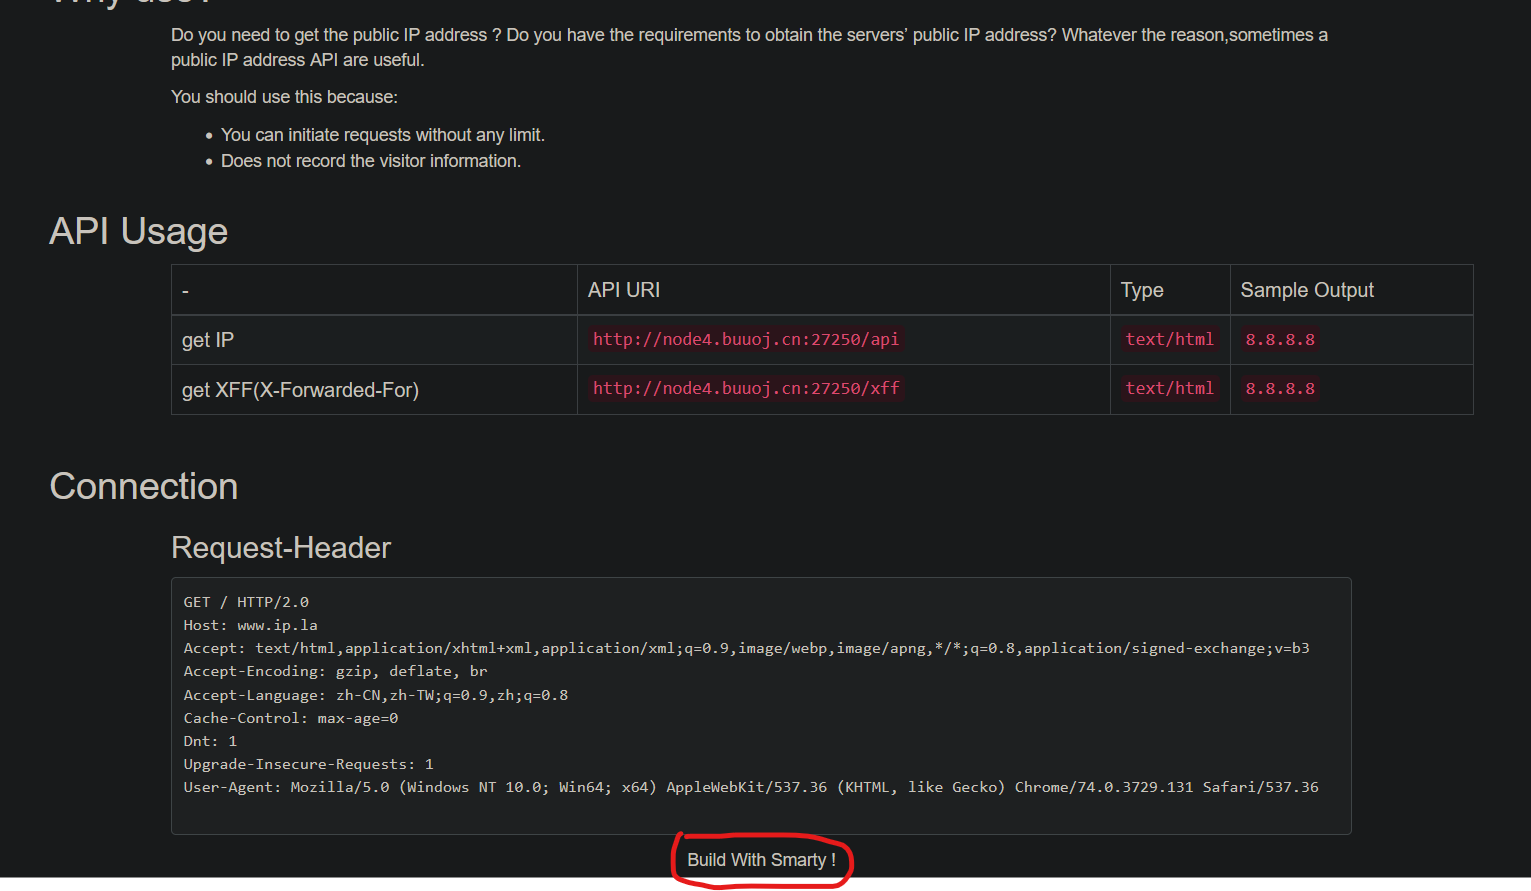 Why use?
Do you need to get the public IP address ? Do you have the requirements to obtain the servers’ public IP address? Whatever the reason,sometimes a
public IP address API are useful.
You should use this because:
• You can initiate requests without any limit.
• Does not record the visitor information.
API Usage
- API URI Type Sample Output
get IP http://node4.buuoj.cn:27250/api text/html 8.8.8.8
get XFF(X-Forwarded-For) http://node4.buuoj.cn:27250/xff text/html 8.8.8.8
Connection
Request-Header
GET / HTTP/2.0
Host: www.ip.la
Accept: text/html,application/xhtml+xml,application/xml;q=0.9,image/webp,image/apng,*/*;q=0.8,application/signed-exchange;v=b3
Accept-Encoding: gzip, deflate, br
Accept-Language: zh-CN,zh-TW;q=0.9,zh;q=0.8
Cache-Control: max-age=0
Dnt: 1
Upgrade-Insecure-Requests: 1
User-Agent: Mozilla/5.0 (Windows NT 10.0; Win64; x64) AppleWebKit/537.36 (KHTML, like Gecko) Chrome/74.0.3729.131 Safari/537.36
Build With Smarty !